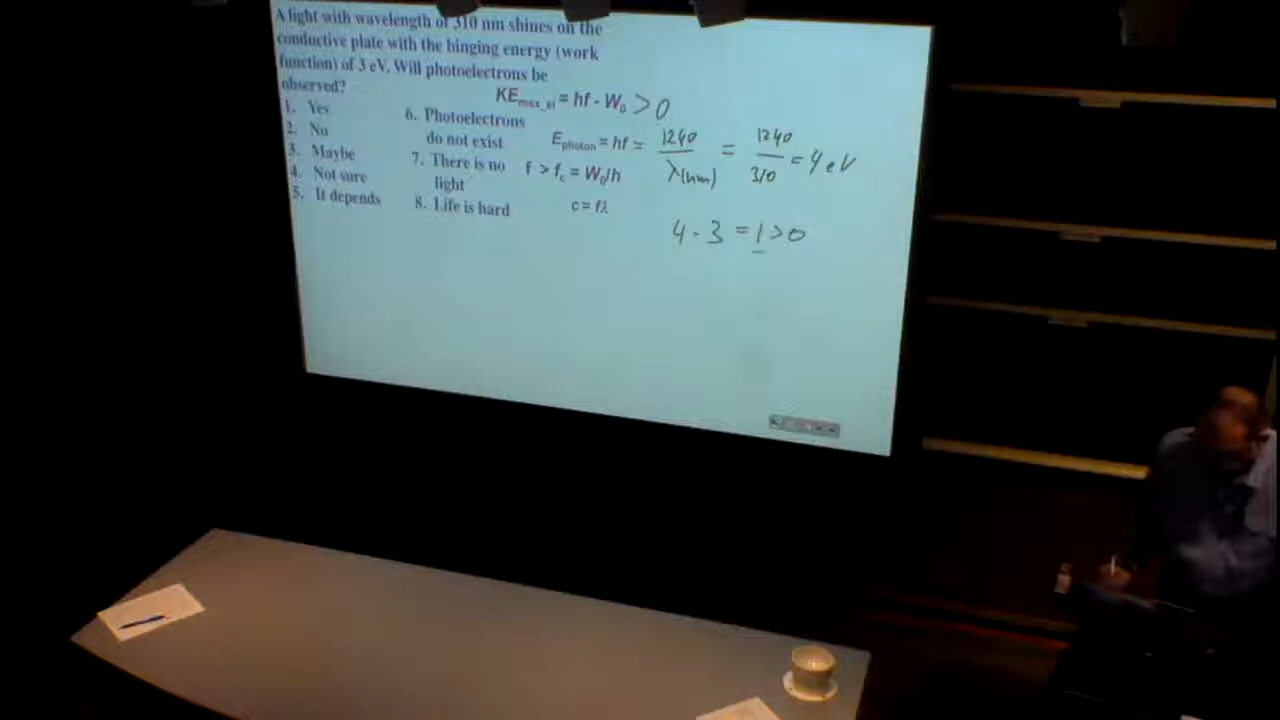 A light with wavelength of 310 nm shines on the
conductive plate with the binging energy (work
function) of 3 eV. Will photoelectrons be
observed?
1. Yes
2. No
3. Maybe
4. Not sure
5. It depends
6. Photoelectrons
do not exist
7. There is no
light
8. Life is hard
KEmax_el = hf - W₀ > 0
Ephoton = hf = 1240 / λ(nm) = 1240 / 310 = 4 eV
f > fc = W₀/h
c = fλ
4 - 3 = 1 > 0